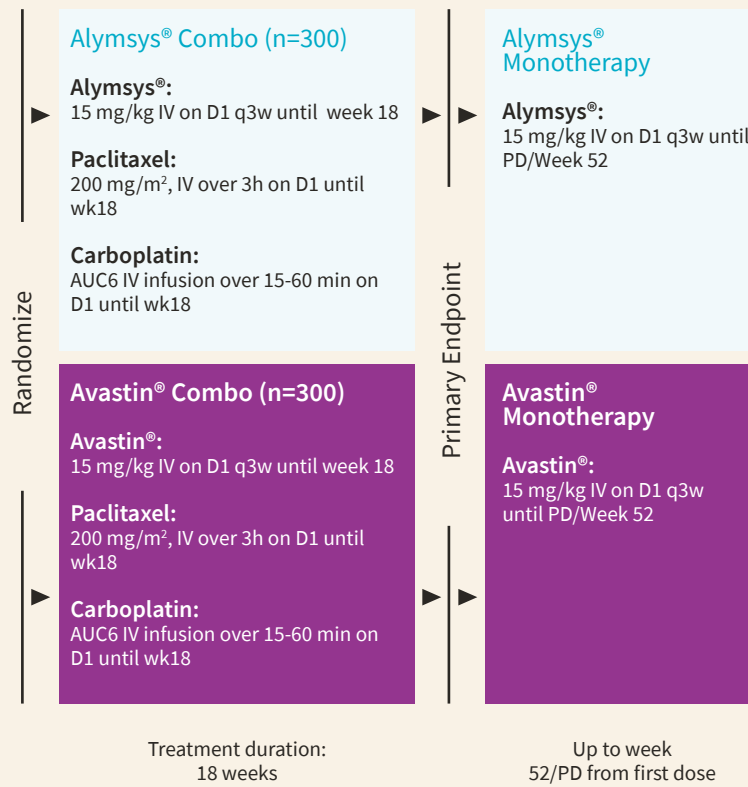 Randomize
Alymsys® Combo (n=300)
Alymsys®:
15 mg/kg IV on D1 q3w until week 18
Paclitaxel:
200 mg/m², IV over 3h on D1 until
wk18
Carboplatin:
AUC6 IV infusion over 15-60 min on
D1 until wk18
Avastin® Combo (n=300)
Avastin®:
15 mg/kg IV on D1 q3w until week 18
Paclitaxel:
200 mg/m², IV over 3h on D1 until
wk18
Carboplatin:
AUC6 IV infusion over 15-60 min on
D1 until wk18
Treatment duration:
18 weeks
Primary Endpoint
Alymsys®
Monotherapy
Alymsys®:
15 mg/kg IV on D1 q3w until
PD/Week 52
Avastin®
Monotherapy
Avastin®:
15 mg/kg IV on D1 q3w
until PD/Week 52
Up to week
52/PD from first dose